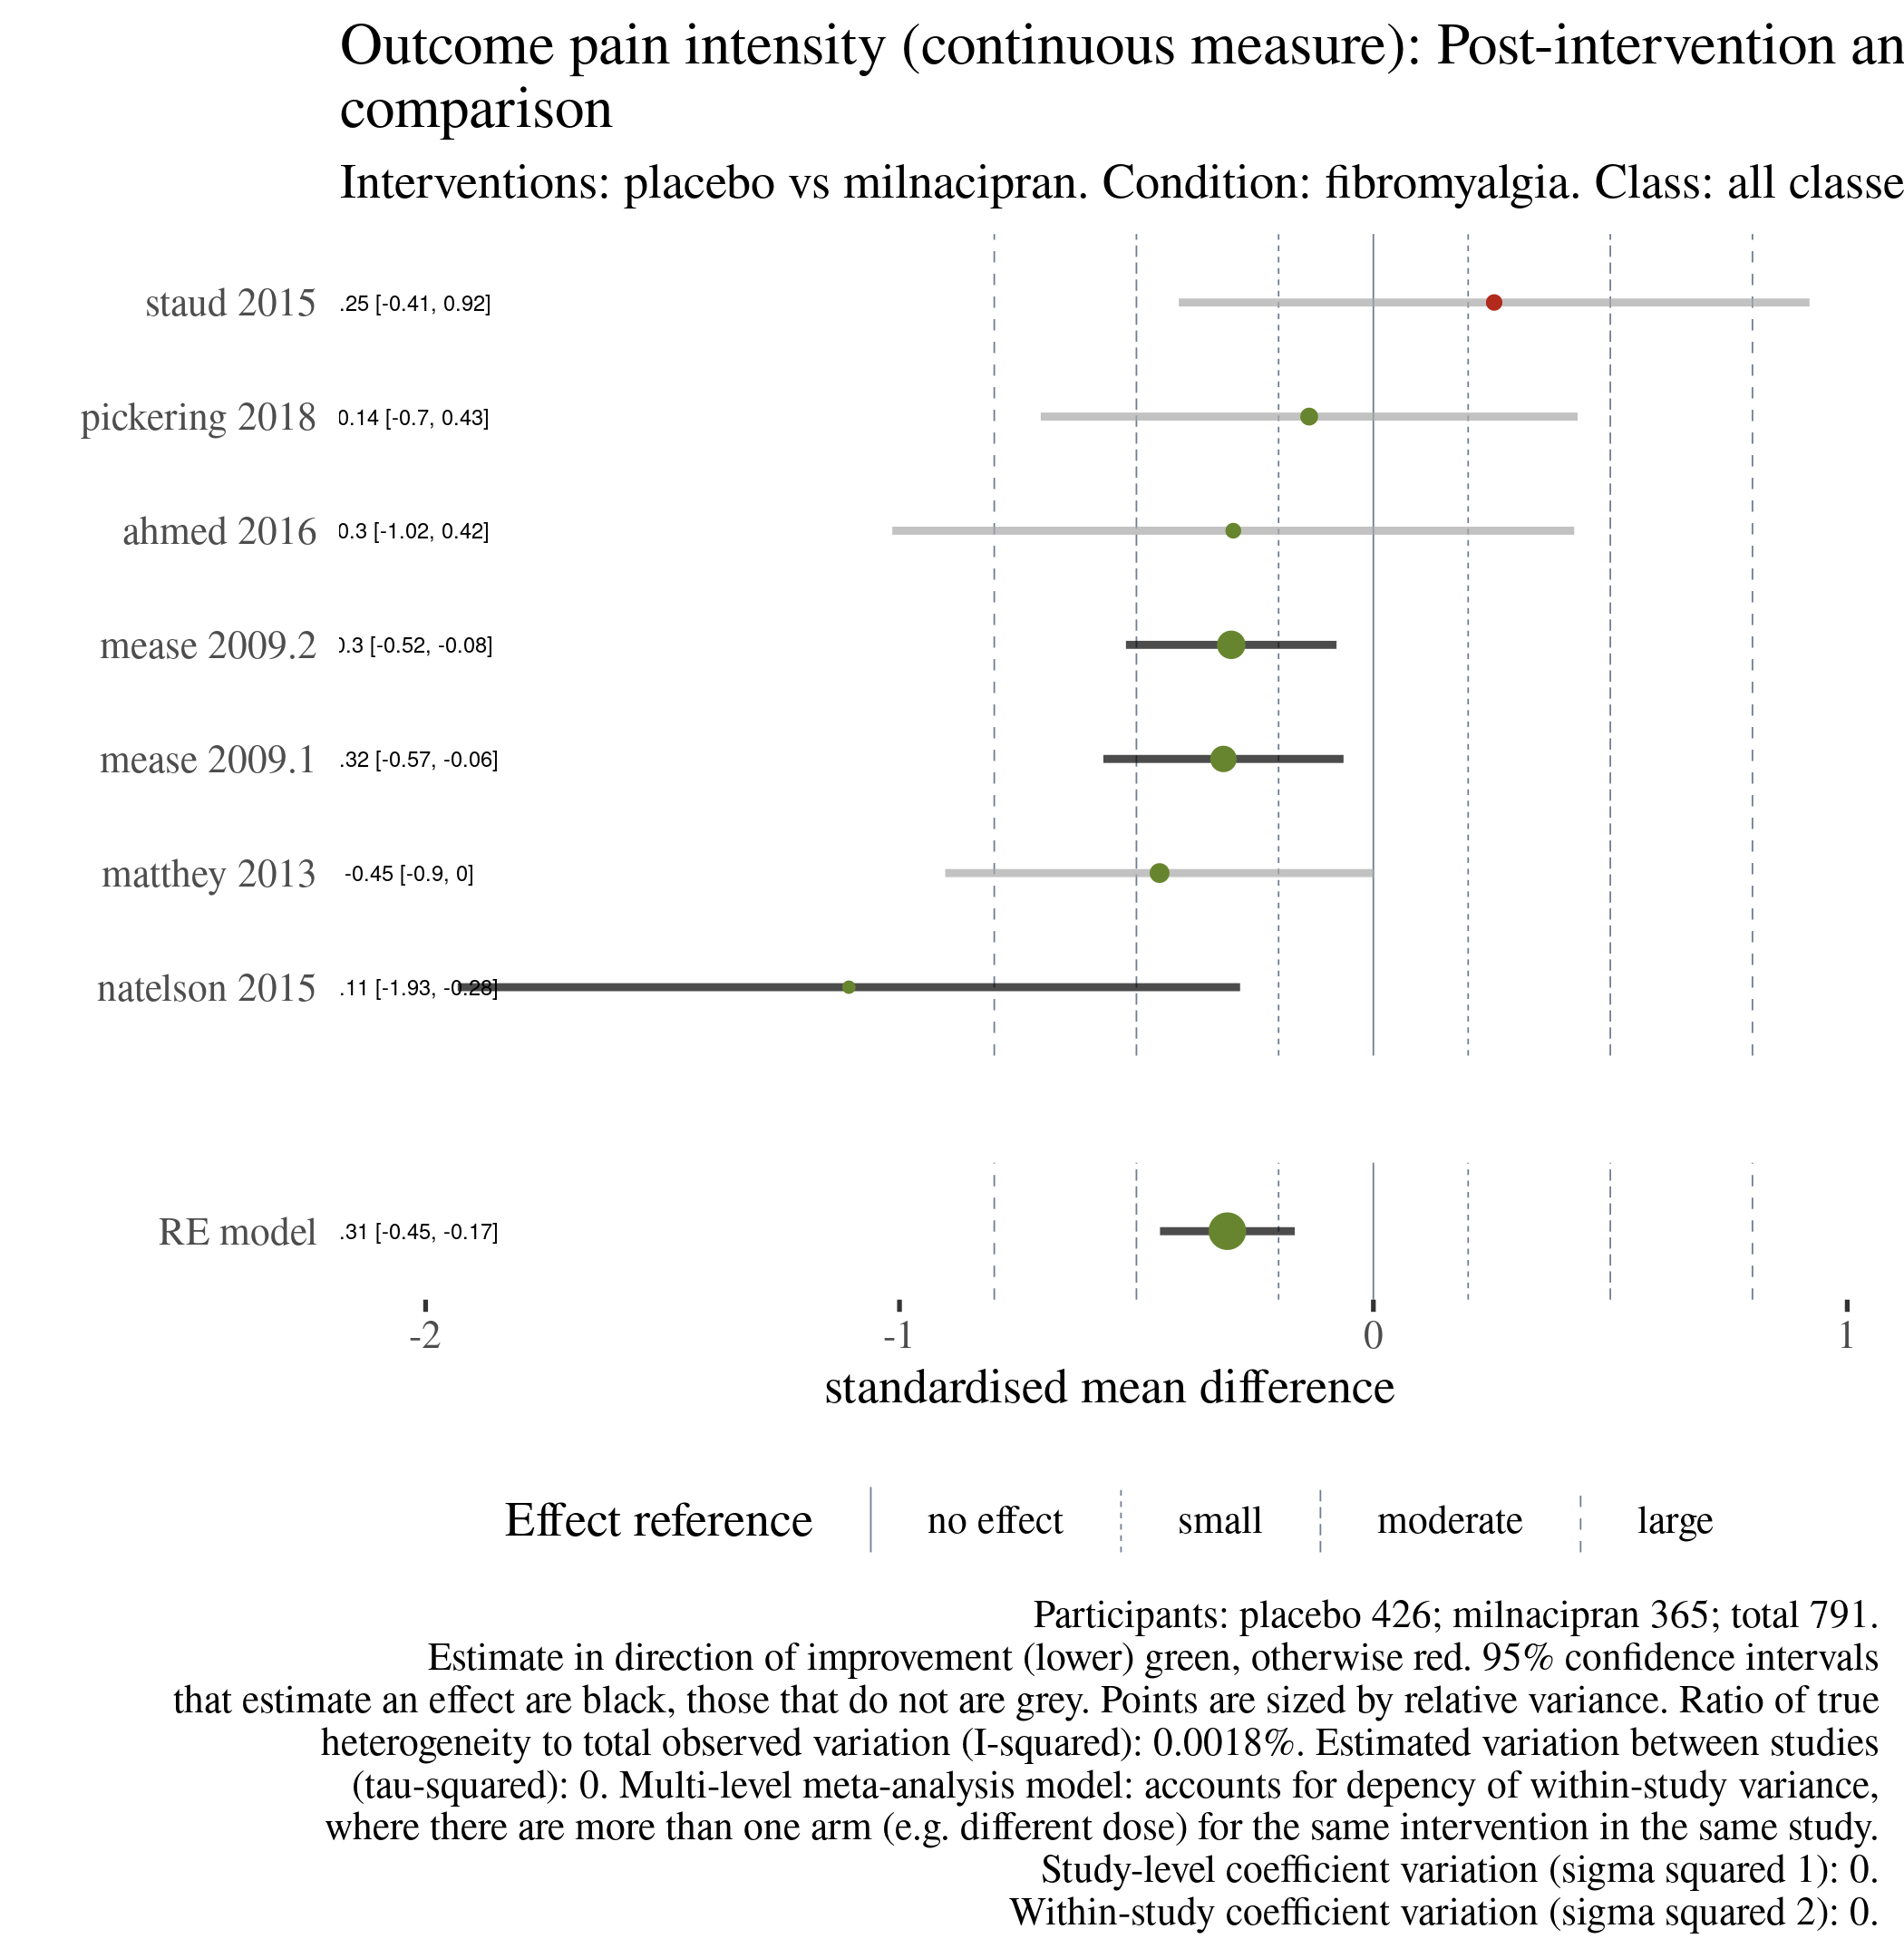 Outcome pain intensity (continuous measure): Post-intervention an
comparison
Interventions: placebo vs milnacipran. Condition: fibromyalgia. Class: all classe
staud 2015 .25 [-0.41, 0.92]
pickering 2018 0.14 [-0.7, 0.43]
ahmed 2016 0.3 [-1.02, 0.42]
mease 2009.2 0.3 [-0.52, -0.08]
mease 2009.1 .32 [-0.57, -0.06]
matthey 2013 -0.45 [-0.9, 0]
natelson 2015 .11 [-1.93, -0.28]
RE model .31 [-0.45, -0.17]
-2 -1 0 1
standardised mean difference
Effect reference no effect small moderate large
Participants: placebo 426; milnacipran 365; total 791.
Estimate in direction of improvement (lower) green, otherwise red. 95% confidence intervals
that estimate an effect are black, those that do not are grey. Points are sized by relative variance. Ratio of true
heterogeneity to total observed variation (I-squared): 0.0018%. Estimated variation between studies
(tau-squared): 0. Multi-level meta-analysis model: accounts for depency of within-study variance,
where there are more than one arm (e.g. different dose) for the same intervention in the same study.
Study-level coefficient variation (sigma squared 1): 0.
Within-study coefficient variation (sigma squared 2): 0.